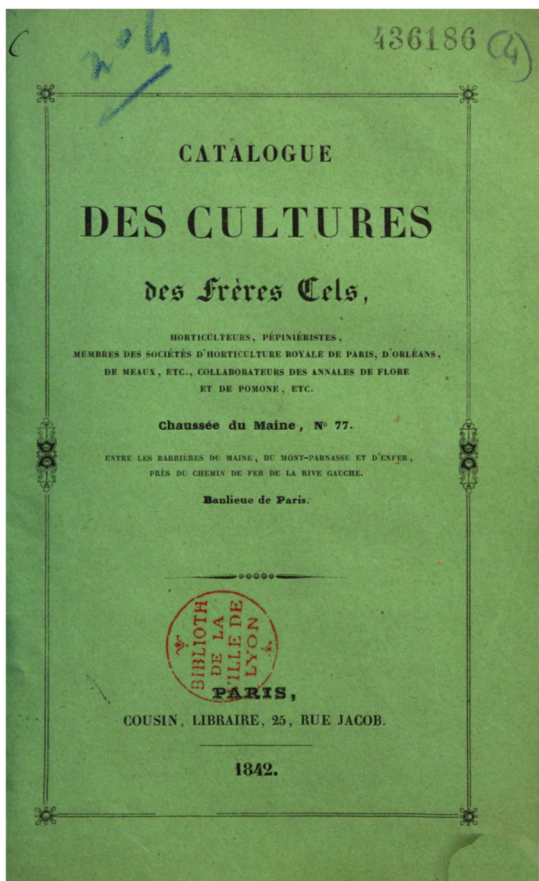 204
436186 (4)
CATALOGUE
DES CULTURES
des Frères Cels,
HORTICULTEURS, PÉPINIÉRISTES,
MEMBRES DES SOCIÉTÉS D'HORTICULTURE ROYALE DE PARIS, D'ORLÉANS,
DE MEAUX, ETC., COLLABORATEURS DES ANNALES DE FLORE
ET DE POMONE, ETC.
Chaussée du Maine, No 77.
ENTRE LES BARRIÈRES DU MAINE, DU MONT-PARNASSE ET D'ENFER,
PRÈS DU CHEMIN DE FER DE LA RIVE GAUCHE.
Banlieue de Paris.
BIBLIOTH
DE LA
VILLE DE
LYON
PARIS,
COUSIN, LIBRAIRE, 25, RUE JACOB.
1842.